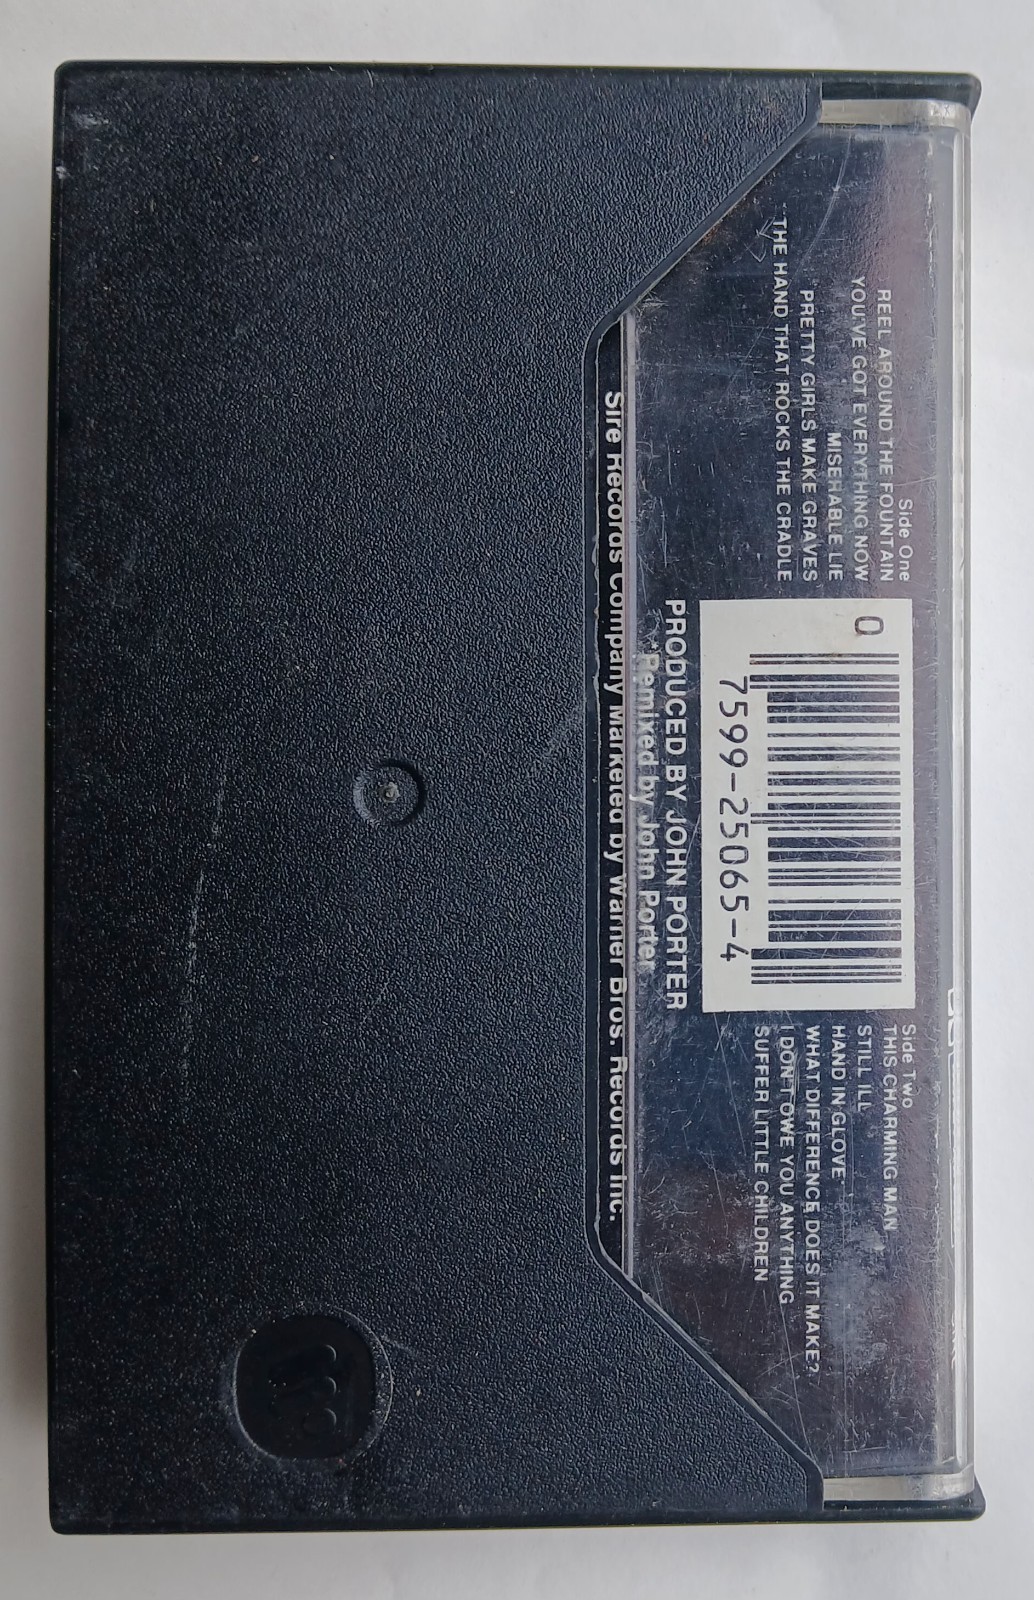 Side One
REEL AROUND THE FOUNTAIN
YOU'VE GOT EVERYTHING NOW
MISERABLE LIE
PRETTY GIRLS MAKE GRAVES
*THE HAND THAT ROCKS THE CRADLE
0
7599-25065-4
Side Two
THIS CHARMING MAN
STILL ILL
HAND IN GLOVE*
WHAT DIFFERENCE DOES IT MAKE?
I DON'T OWE YOU ANYTHING
SUFFER LITTLE CHILDREN
PRODUCED BY JOHN PORTER
*Remixed by John Porter
Sire Records Company Marketed by Warner Bros. Records Inc.